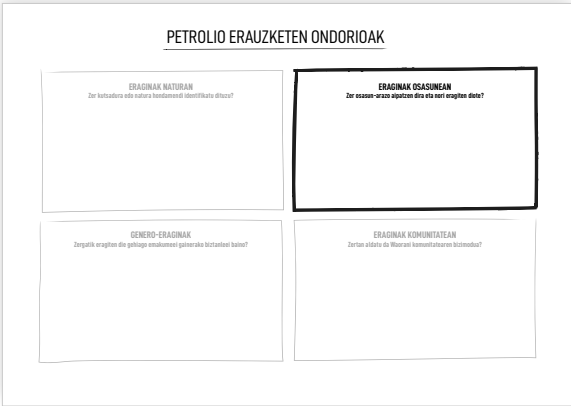 PETROLIO ERAUZKETEN ONDORIOAK
ERAGINAK NATURAN
Zer kutsadura edo natura hondamendi identifikatu dituzu?
ERAGINAK OSASUNEAN
Zer osasun-arazo aipatzen dira eta nori eragiten diote?
GENERO-ERAGINAK
Zergatik eragiten die gehiago emakumeei gainerako biztanleei baino?
ERAGINAK KOMUNITATEAN
Zertan aldatu da Waorani komunitatearen bizimodua?